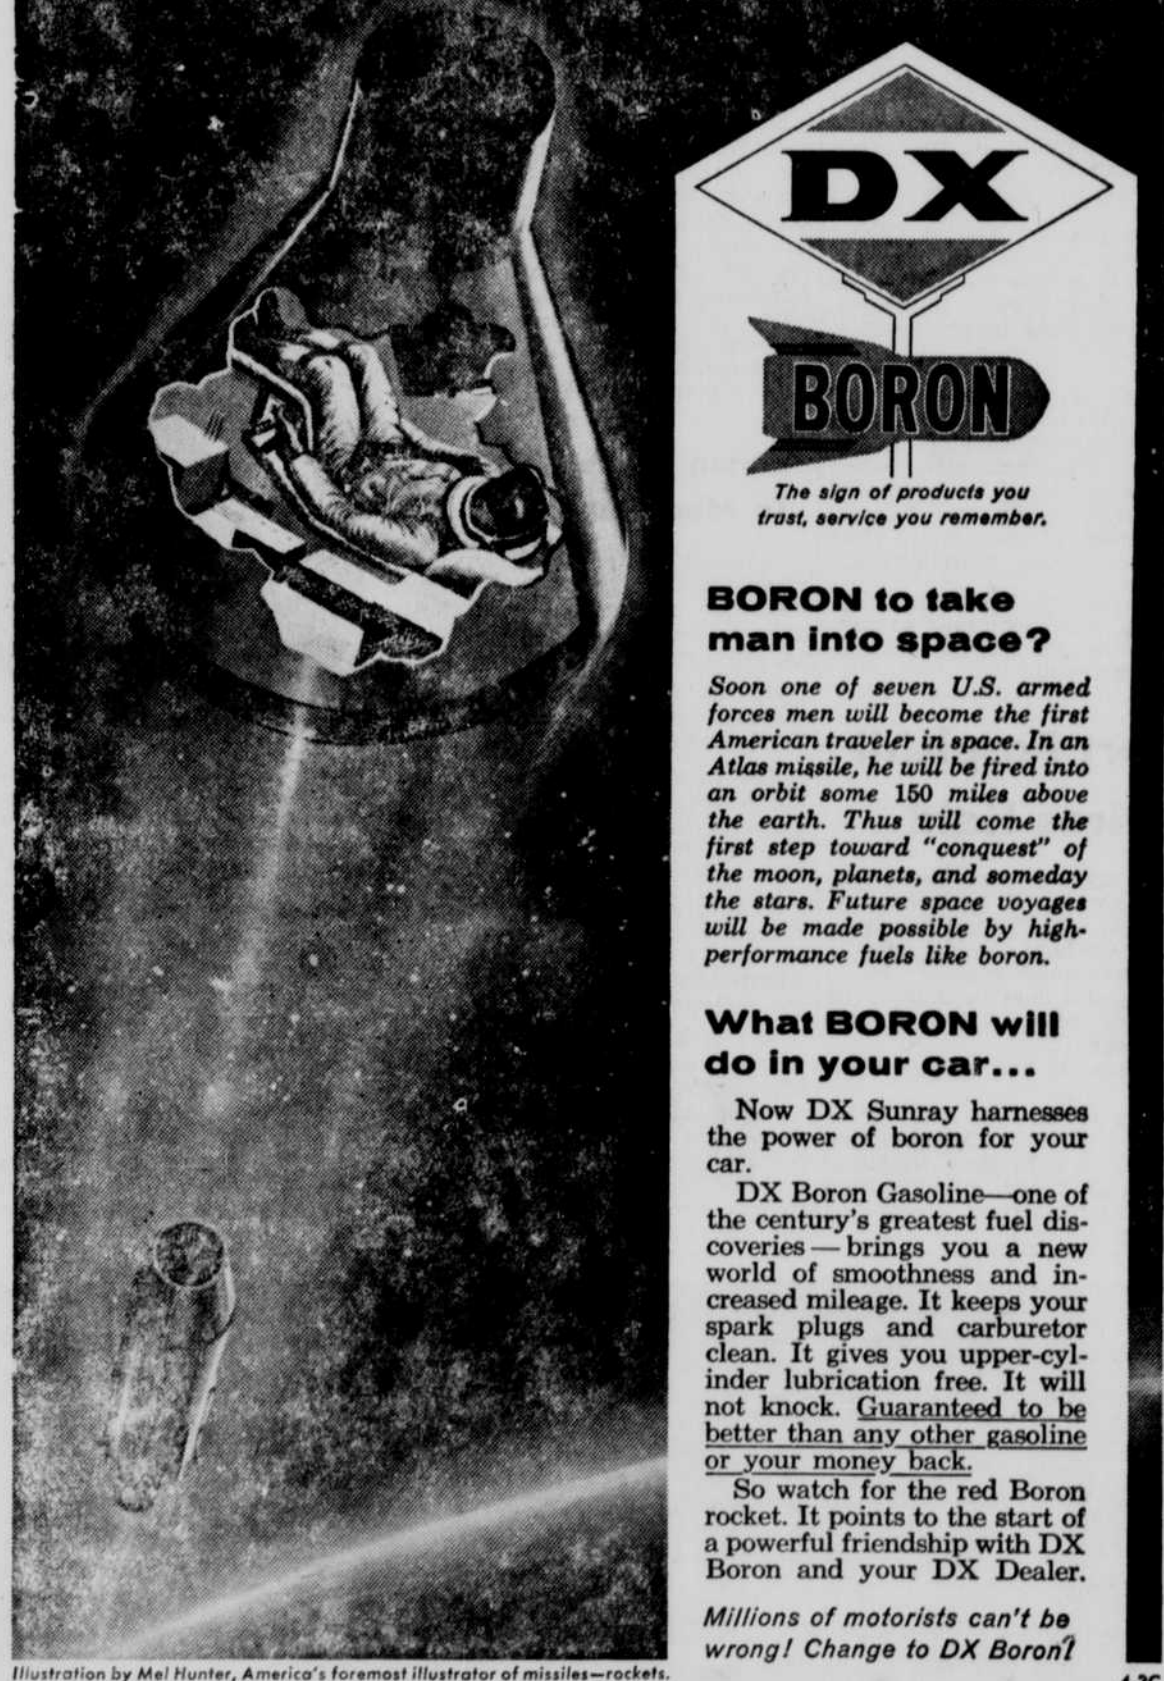 DX
BORON
The sign of products you
trust, service you remember.
BORON to take
man into space?
Soon one of seven U.S. armed
forces men will become the first
American traveler in space. In an
Atlas missile, he will be fired into
an orbit some 150 miles above
the earth. Thus will come the
first step toward "conquest" of
the moon, planets, and someday
the stars. Future space voyages
will be made possible by high-
performance fuels like boron.
What BORON will
do in your car...
Now DX Sunray harnesses
the power of boron for your
car.
DX Boron Gasoline—one of
the century's greatest fuel dis-
coveries — brings you a new
world of smoothness and in-
creased mileage. It keeps your
spark plugs and carburetor
clean. It gives you upper-cyl-
inder lubrication free. It will
not knock. Guaranteed to be
better than any other gasoline
or your money back.
So watch for the red Boron
rocket. It points to the start of
a powerful friendship with DX
Boron and your DX Dealer.
Millions of motorists can't be
wrong! Change to DX Boron!
Illustration by Mel Hunter, America's foremost illustrator of missiles—rockets.